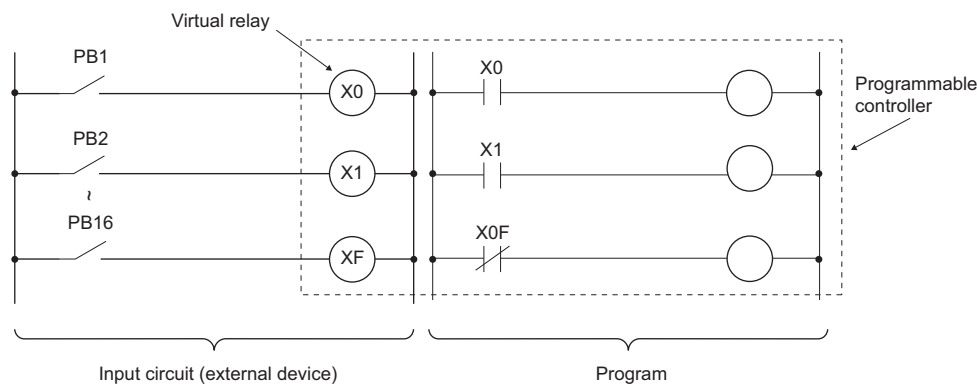 Virtual relay
PB1
X0
X0
Programmable
controller
PB2
X1
X1
~
PB16
XF
X0F
Input circuit (external device)
Program